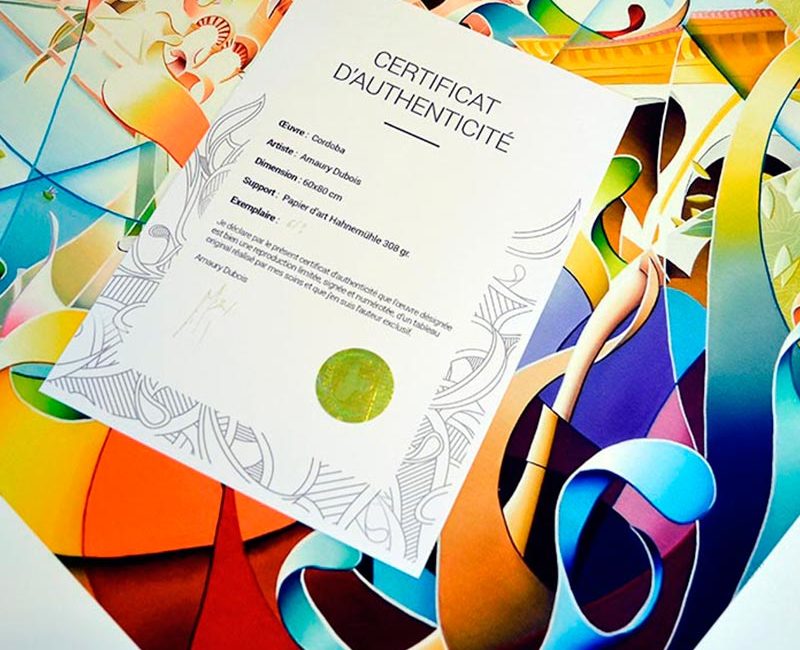 CERTIFICAT
D'AUTHENTICITÉ
Œuvre : Cordoba
Artiste : Amaury Dubois
Dimension : 60x80 cm
Support : Papier d'art Hahnemühle 308 gr.
Exemplaire :
Je déclare par le présent certificat d'authenticité que l'œuvre désignée
est bien une reproduction limitée, signée et numérotée, d'un tableau
original réalisé par mes soins et que j'en suis l'auteur exclusif.
Amaury Dubois